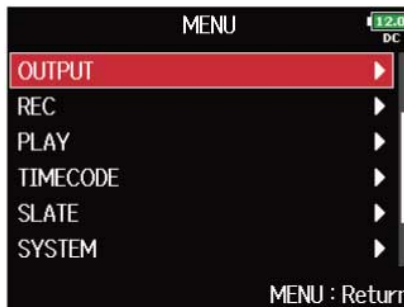 MENU
12.0
DC
OUTPUT
REC
PLAY
TIMECODE
SLATE
SYSTEM
MENU : Return